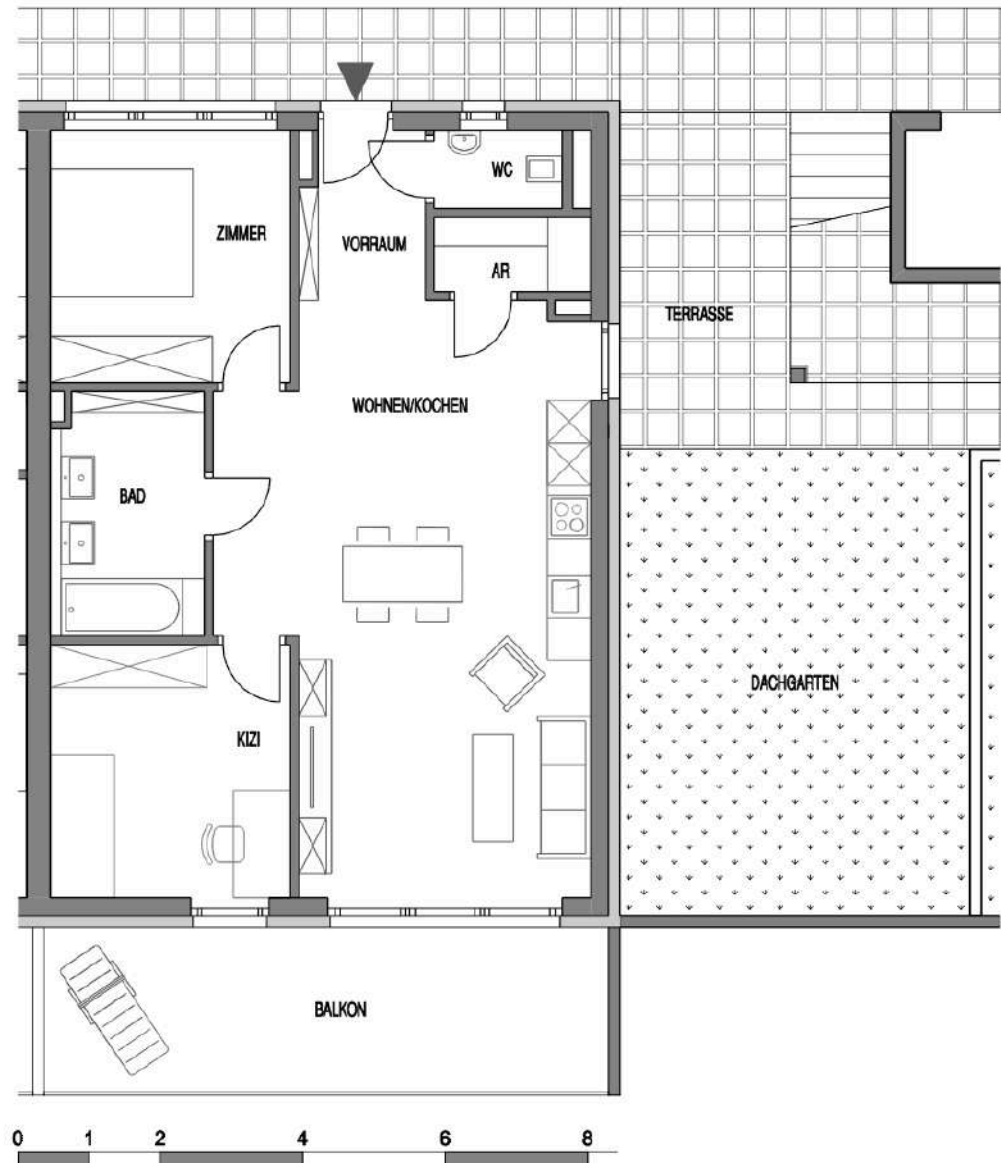 WC
ZIMMER
VORRAUM
AR
TERRASSE
WOHNEN/KOCHEN
BAD
DACHGARTEN
KIZI
BALKON
0 1 2 4 6 8